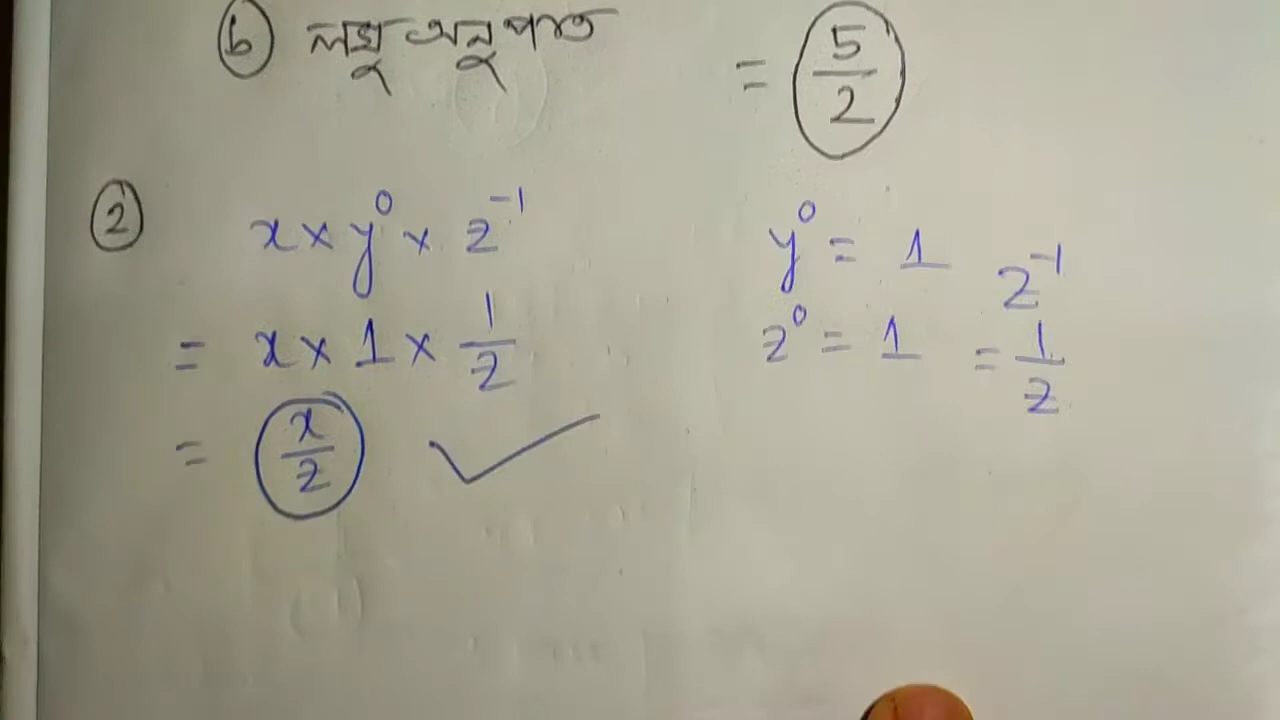 b লঘু অনুপাত
= 5/2
2 x × y⁰ × z⁻¹
= x × 1 × 1/z
= x/z ✓
y⁰ = 1
z⁰ = 1
z⁻¹
= 1/z